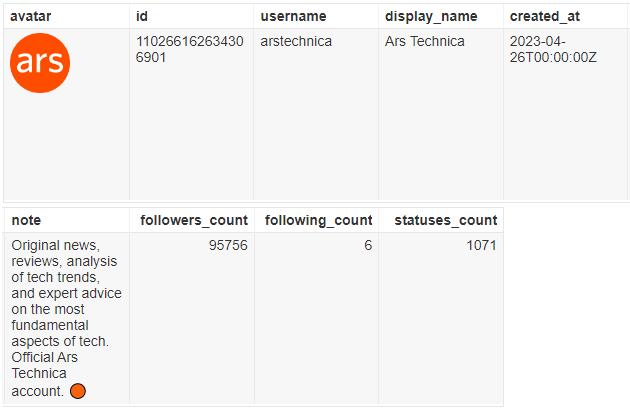 avatar id username display_name created_at
ars
11026616263430
6901
arstechnica
Ars Technica
2023-04-
26T00:00:00Z
note followers_count following_count statuses_count
Original news,
reviews, analysis
of tech trends,
and expert advice
on the most
fundamental
aspects of tech.
Official Ars
Technica
account. 🟠
95756
6
1071